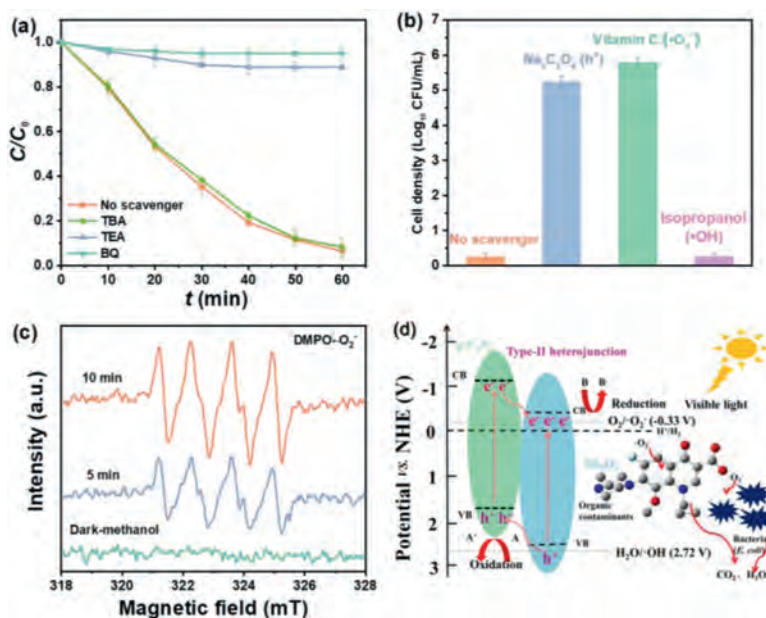 (a)
1.0
0.8
0.6
0.4
0.2
0.0
C/C₀
No scavenger
TBA
TEA
BQ
0 10 20 30 40 50 60
t (min)
(b)
7
6
5
4
3
2
1
0
Cell density (Log₁₀ CFU/mL)
No scavenger
Na₂C₂O₄ (h⁺)
Vitamin C (•O₂⁻)
Isopropanol
(•OH)
(c)
DMPO-·O₂⁻
10 min
5 min
Dark-methanol
Intensity (a.u.)
318 320 322 324 326 328
Magnetic field (mT)
(d)
Potential vs. NHE (V)
-2
-1
0
1
2
3
Type-II heterojunction
CB
e⁻ e⁻
CB
e⁻ e⁻ e⁻
B B⁻
Reduction
O₂/·O₂⁻ (-0.33 V)
H⁺/H₂
Visible light
·O₂⁻
Organic
contaminants
VB
h⁺ h⁺
A⁺ A
Oxidation
VB
h⁺
H₂O/·OH (2.72 V)
Bacteria
(E. coli)
CO₂, H₂O